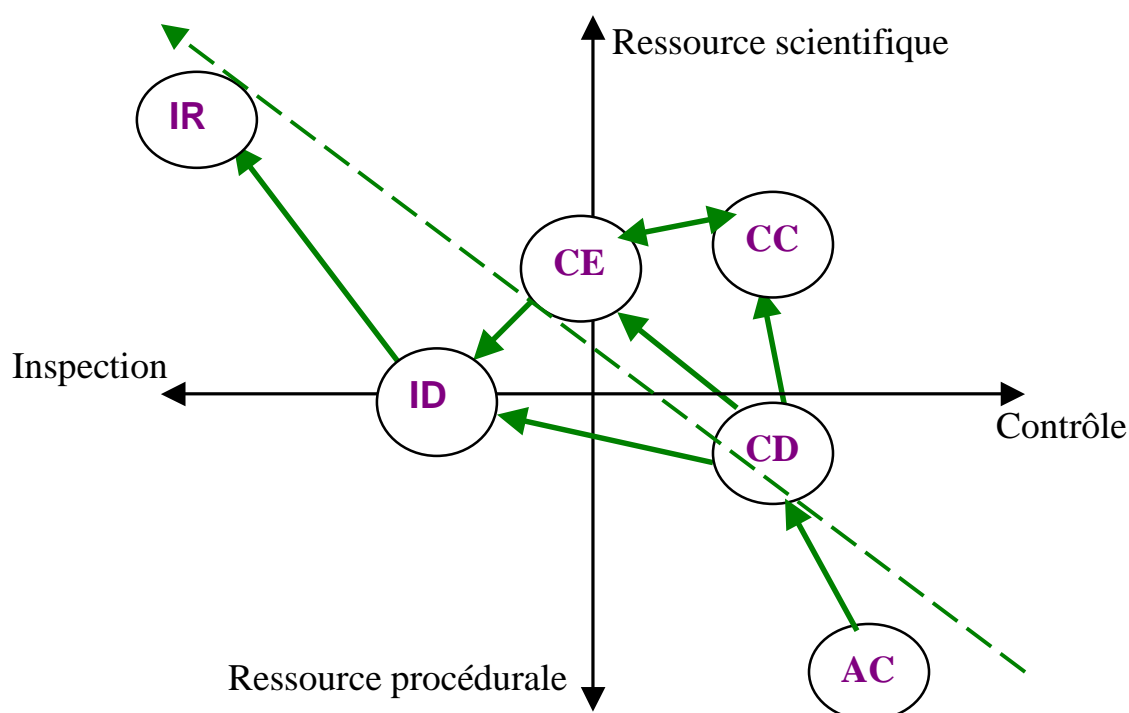 Ressource scientifique
IR
CC
CE
Inspection
ID
Contrôle
CD
Ressource procédurale
AC